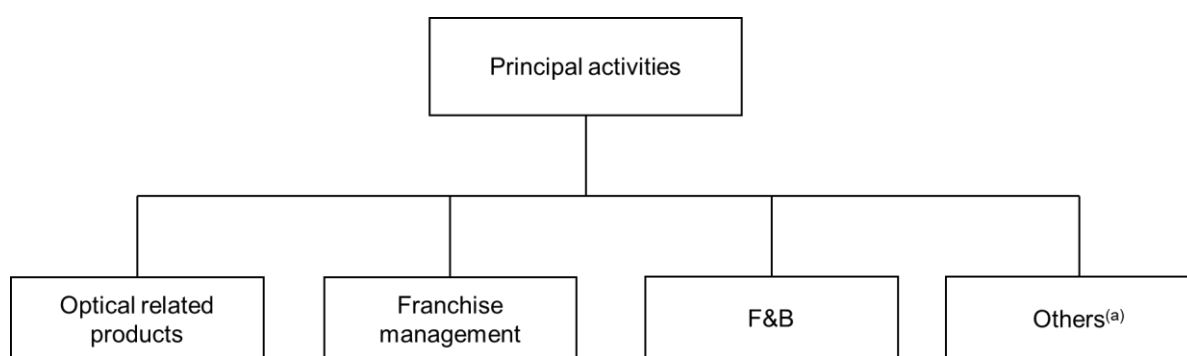 Principal activities
Optical related
products
Franchise
management
F&B
Others(a)